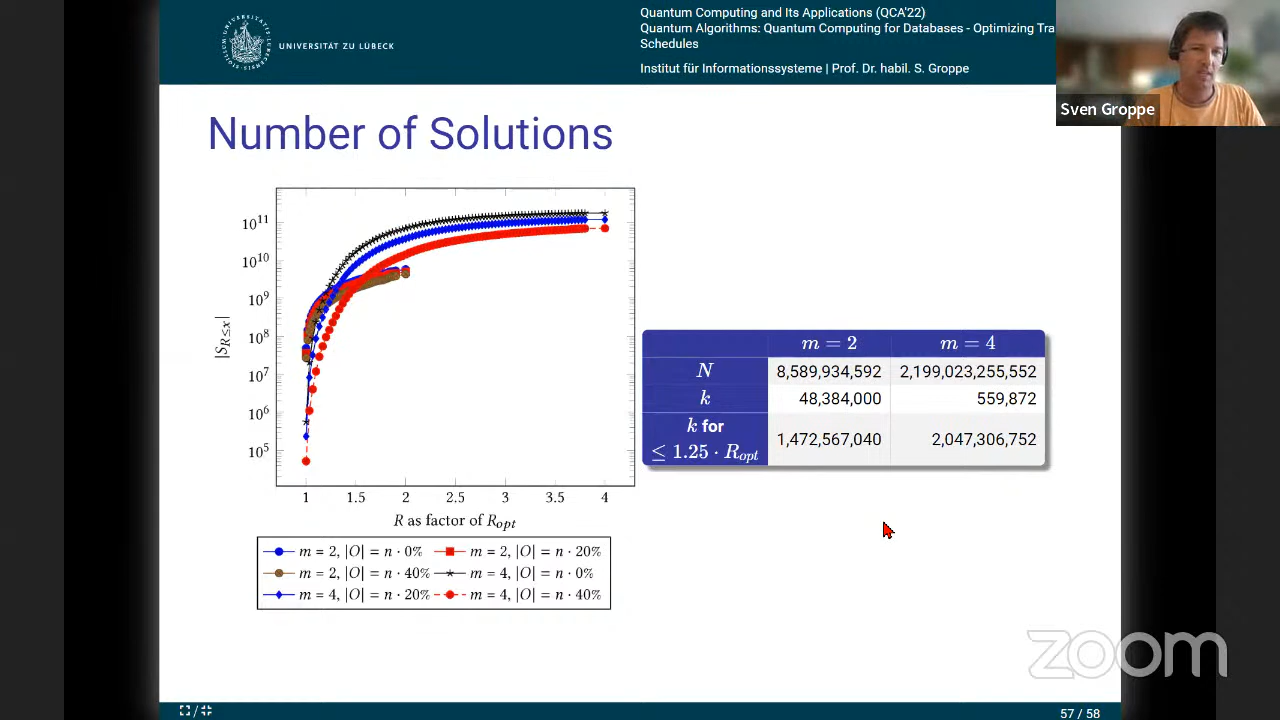 UNIVERSITÄT ZU LÜBECK
Quantum Computing and Its Applications (QCA'22)
Quantum Algorithms: Quantum Computing for Databases - Optimizing Tra
Schedules
Institut für Informationssysteme | Prof. Dr. habil. S. Groppe
Sven Groppe
Number of Solutions
|S_{R≤x}|
10^11
10^10
10^9
10^8
10^7
10^6
10^5
1 1.5 2 2.5 3 3.5 4
R as factor of R_opt
m = 2, |O| = n · 0% m = 2, |O| = n · 20%
m = 2, |O| = n · 40% m = 4, |O| = n · 0%
m = 4, |O| = n · 20% m = 4, |O| = n · 40%
m = 2 m = 4
N 8,589,934,592 2,199,023,255,552
k 48,384,000 559,872
k for
≤ 1.25 · R_opt 1,472,567,040 2,047,306,752
zoom
57 / 58